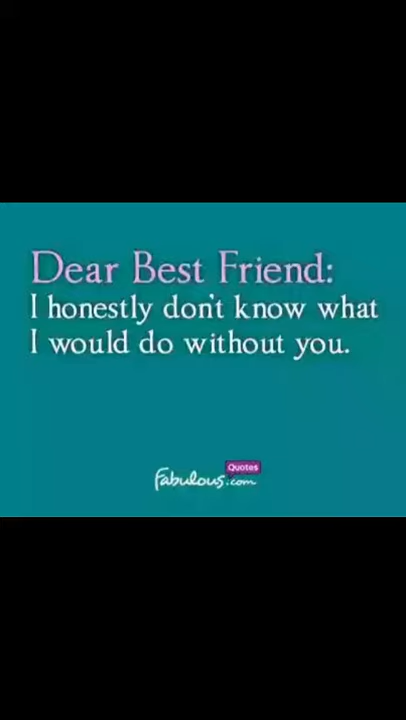 Dear Best Friend:
I honestly don't know what
I would do without you.
Quotes
Fabulous.com